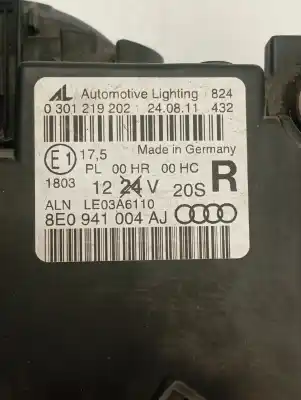 AL Automotive Lighting 824
0 301 219 202 24.08.11 432
E1 17,5 Made in Germany
PL 00 HR 00 HC
1803 12 24 V 20S R
ALN LE03A6110
8E0 941 004 AJ